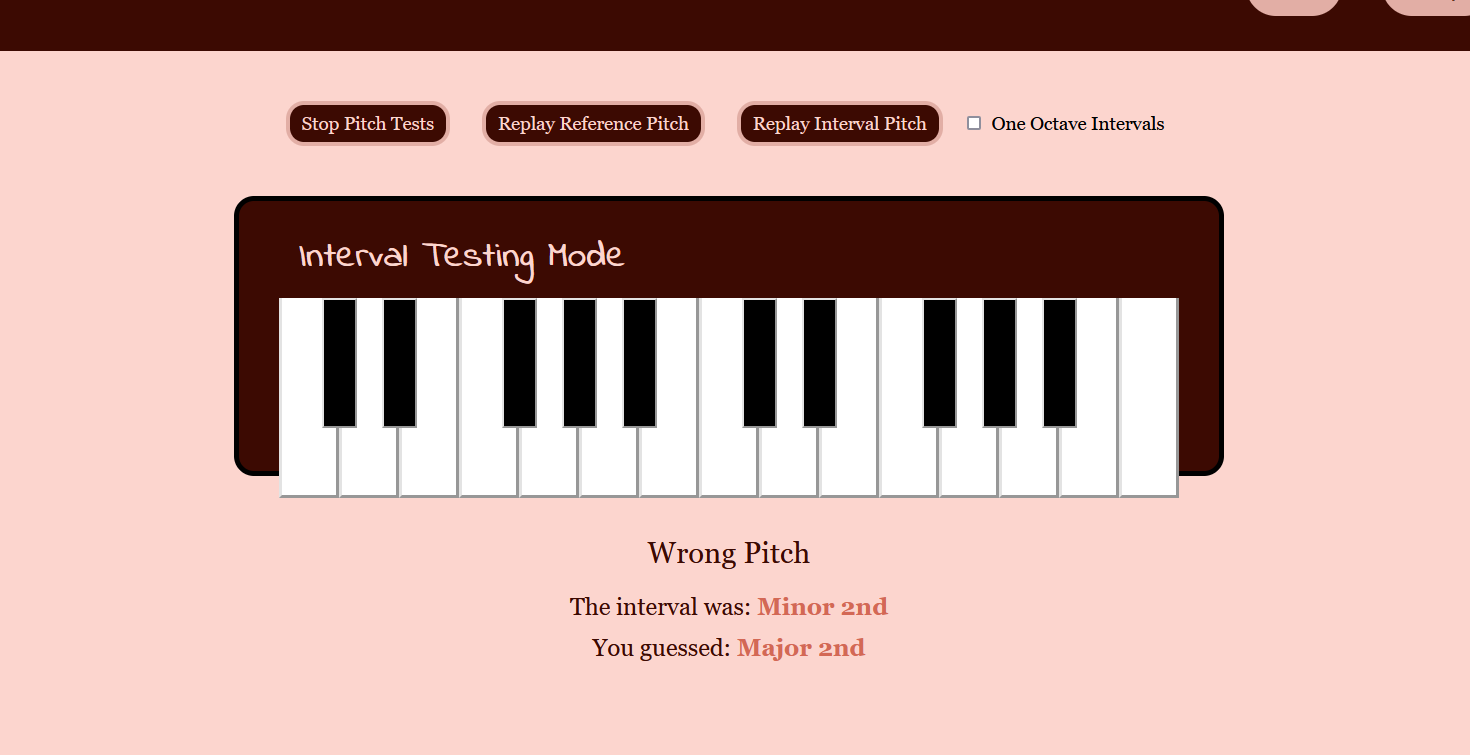 Stop Pitch Tests Replay Reference Pitch Replay Interval Pitch One Octave Intervals
Interval Testing Mode
Wrong Pitch
The interval was: Minor 2nd
You guessed: Major 2nd